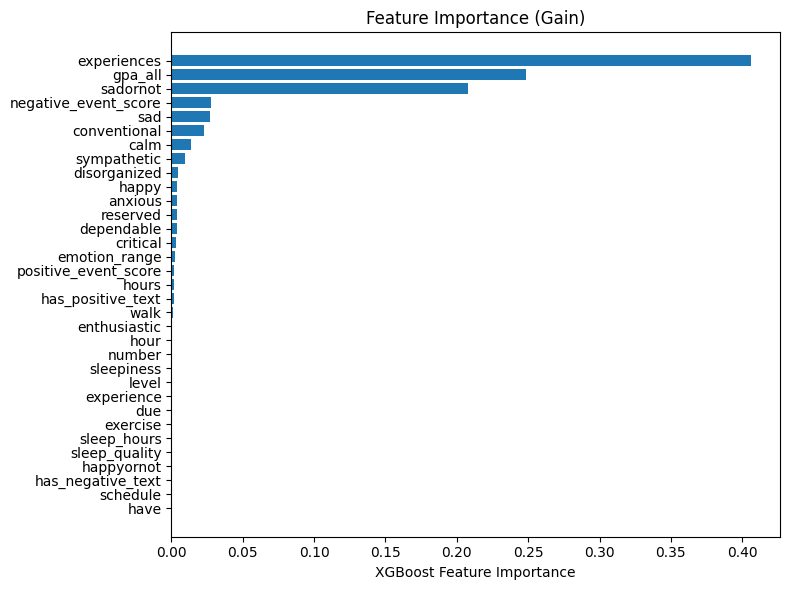 Feature Importance (Gain)
experiences
gpa_all
sadornot
negative_event_score
sad
conventional
calm
sympathetic
disorganized
happy
anxious
reserved
dependable
critical
emotion_range
positive_event_score
hours
has_positive_text
walk
enthusiastic
hour
number
sleepiness
level
experience
due
exercise
sleep_hours
sleep_quality
happyornot
has_negative_text
schedule
have
0.00 0.05 0.10 0.15 0.20 0.25 0.30 0.35 0.40
XGBoost Feature Importance